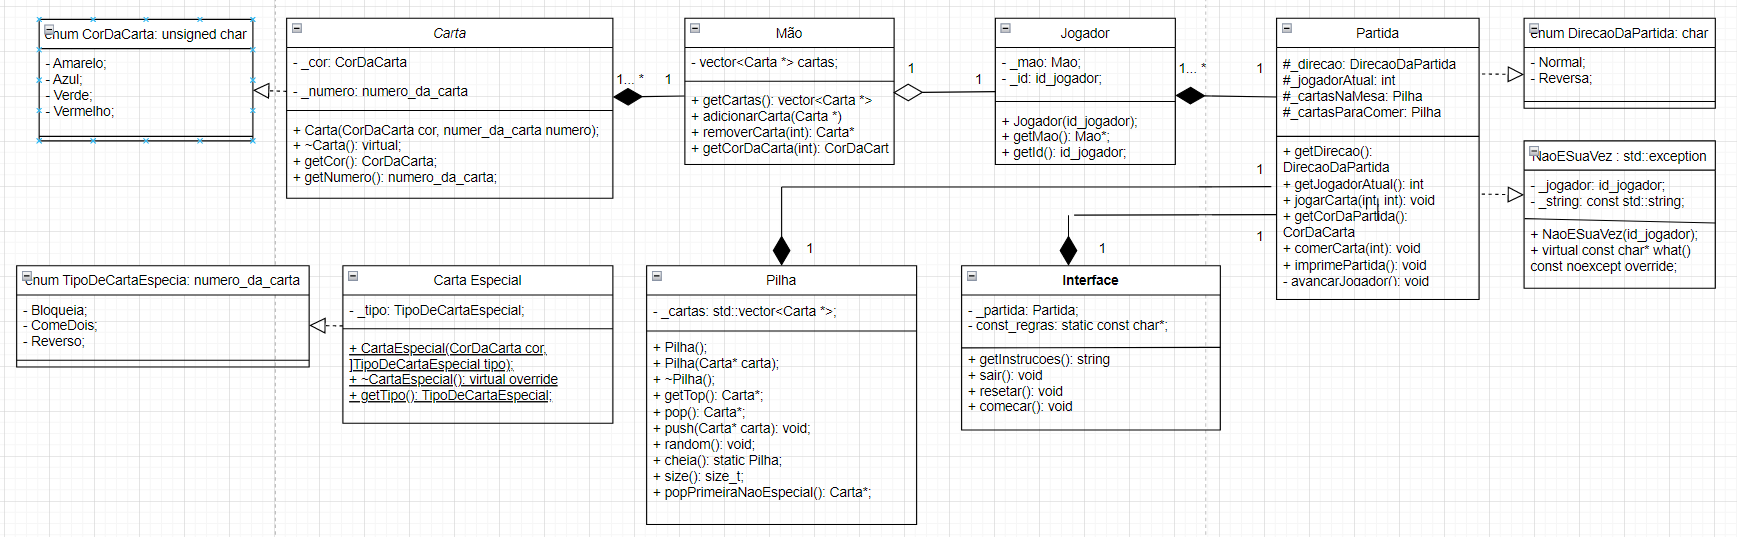 enum CorDaCarta: unsigned char
- Amarelo;
- Azul;
- Verde;
- Vermelho;
Carta
- _cor: CorDaCarta
- _numero: numero_da_carta
+ Carta(CorDaCarta cor, numer_da_carta numero);
+ ~Carta(): virtual;
+ getCor(): CorDaCarta;
+ getNumero(): numero_da_carta;
1... *
1
Mão
- vector<Carta *> cartas;
+ getCartas(): vector<Carta *>
+ adicionarCarta(Carta *)
+ removerCarta(int): Carta*
+ getCorDaCarta(int): CorDaCart
1
1
Jogador
- _mao: Mao;
- _id: id_jogador;
+ Jogador(id_jogador);
+ getMao(): Mao*;
+ getId(): id_jogador;
1... *
1
Partida
#_direcao: DirecaoDaPartida
#_jogadorAtual: int
#_cartasNaMesa: Pilha
#_cartasParaComer: Pilha
+ getDirecao():
DirecaoDaPartida
+ getJogadorAtual(): int
+ jogarCarta(int, int): void
+ getCorDaPartida():
CorDaCarta
+ comerCarta(int): void
+ imprimePartida(): void
- avancarJogador(): void
enum DirecaoDaPartida: char
- Normal;
- Reversa;
NaoESuaVez : std::exception
- _jogador: id_jogador;
- _string: const std::string;
+ NaoESuaVez(id_jogador);
+ virtual const char* what()
const noexcept override;
1
1
1
1
enum TipoDeCartaEspecia: numero_da_carta
- Bloqueia;
- ComeDois;
- Reverso;
Carta Especial
- _tipo: TipoDeCartaEspecial;
+ CartaEspecial(CorDaCarta cor,
]TipoDeCartaEspecial tipo);
+ ~CartaEspecial(): virtual override
+ getTipo(): TipoDeCartaEspecial;
Pilha
- _cartas: std::vector<Carta *>;
+ Pilha();
+ Pilha(Carta* carta);
+ ~Pilha();
+ getTop(): Carta*;
+ pop(): Carta*;
+ push(Carta* carta): void;
+ random(): void;
+ cheia(): static Pilha;
+ size(): size_t;
+ popPrimeiraNaoEspecial(): Carta*;
Interface
- _partida: Partida;
- const_regras: static const char*;
+ getInstrucoes(): string
+ sair(): void
+ resetar(): void
+ comecar(): void